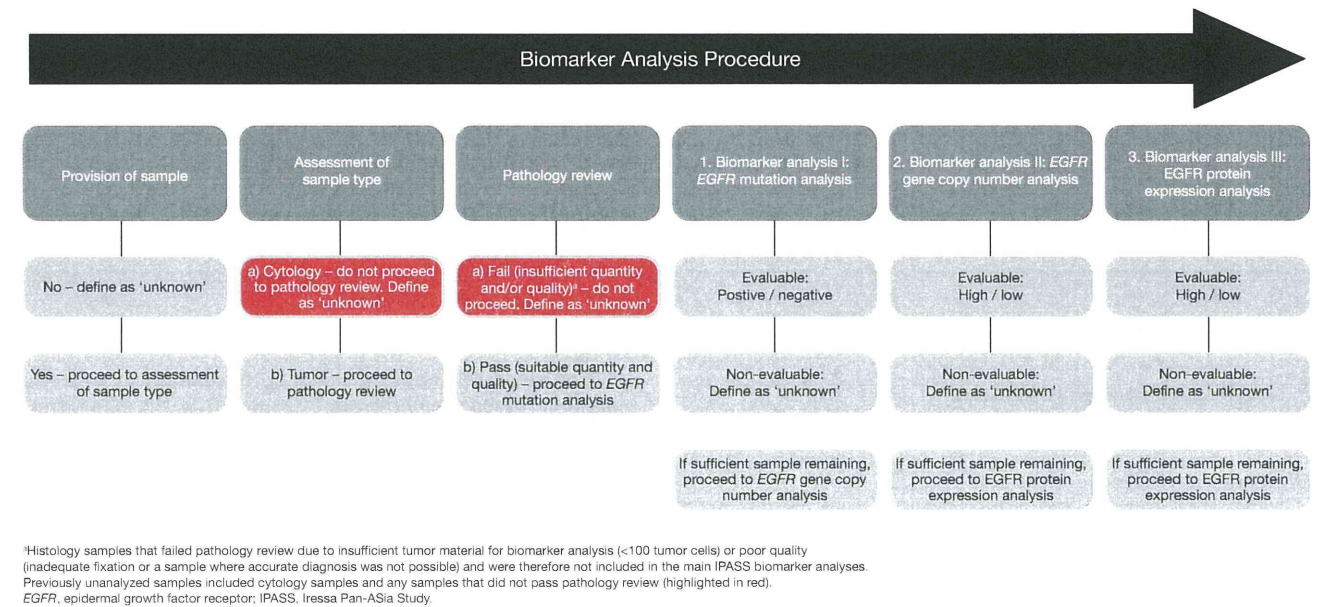 Biomarker Analysis Procedure
Provision of sample
Assessment of
sample type
Pathology review
1. Biomarker analysis I:
EGFR mutation analysis
2. Biomarker analysis II: EGFR
gene copy number analysis
3. Biomarker analysis III:
EGFR protein
expression analysis
No – define as ‘unknown’
a) Cytology – do not proceed
to pathology review. Define
as ‘unknown’
a) Fail (insufficient quantity
and/or quality)ᵃ – do not
proceed. Define as ‘unknown’
Evaluable:
Postive / negative
Evaluable:
High / low
Evaluable:
High / low
Yes – proceed to assessment
of sample type
b) Tumor – proceed to
pathology review
b) Pass (suitable quantity and
quality) – proceed to EGFR
mutation analysis
Non-evaluable:
Define as ‘unknown’
Non-evaluable:
Define as ‘unknown’
Non-evaluable:
Define as ‘unknown’
If sufficient sample remaining,
proceed to EGFR gene copy
number analysis
If sufficient sample remaining,
proceed to EGFR protein
expression analysis
If sufficient sample remaining,
proceed to EGFR protein
expression analysis
ᵃHistology samples that failed pathology review due to insufficient tumor material for biomarker analysis (<100 tumor cells) or poor quality
(inadequate fixation or a sample where accurate diagnosis was not possible) and were therefore not included in the main IPASS biomarker analyses.
Previously unanalyzed samples included cytology samples and any samples that did not pass pathology review (highlighted in red).
EGFR, epidermal growth factor receptor; IPASS, Iressa Pan-ASia Study.